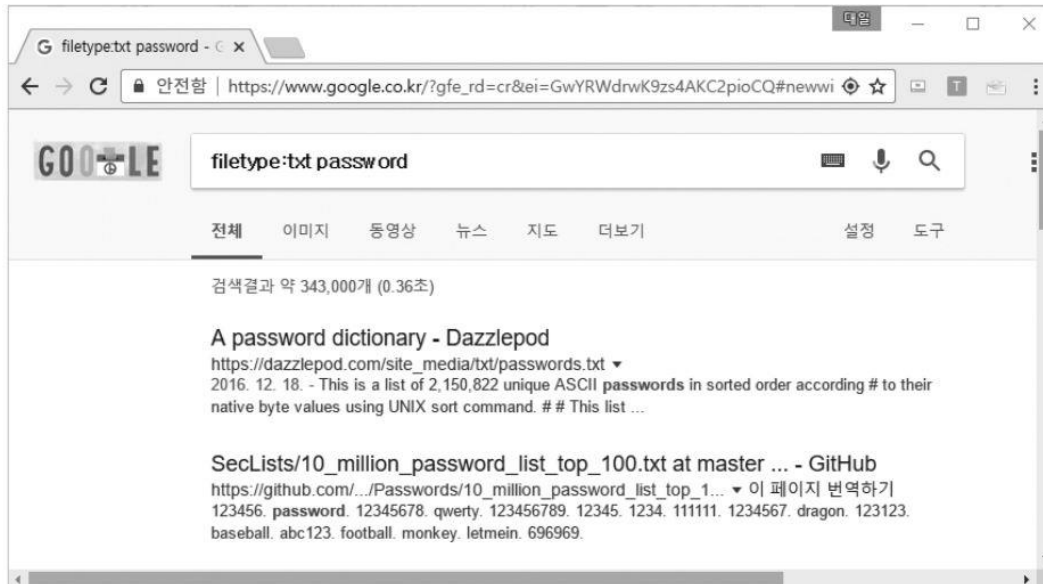 대일
filetype:txt password - G
안전함 | https://www.google.co.kr/?gfe_rd=cr&ei=GwYRWdrwK9zs4AKC2pioCQ#newwi
GOOGLE
filetype:txt password
전체 이미지 동영상 뉴스 지도 더보기 설정 도구
검색결과 약 343,000개 (0.36초)
A password dictionary - Dazzlepod
https://dazzlepod.com/site_media/txt/passwords.txt
2016. 12. 18. - This is a list of 2,150,822 unique ASCII passwords in sorted order according # to their
native byte values using UNIX sort command. # # This list ...
SecLists/10_million_password_list_top_100.txt at master ... - GitHub
https://github.com/.../Passwords/10_million_password_list_top_1... 이 페이지 번역하기
123456. password. 12345678. qwerty. 123456789. 12345. 1234. 111111. 1234567. dragon. 123123.
baseball. abc123. football. monkey. letmein. 696969.